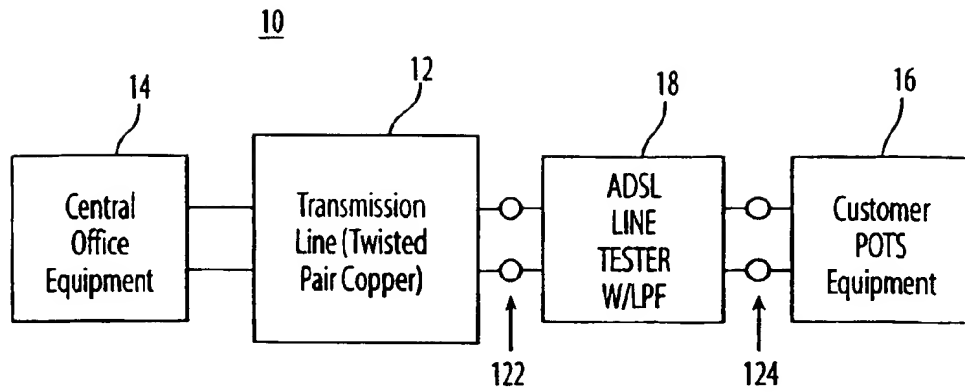 10
14
12
18
16
Central
Office
Equipment
Transmission
Line (Twisted
Pair Copper)
ADSL
LINE
TESTER
W/LPF
Customer
POTS
Equipment
122
124